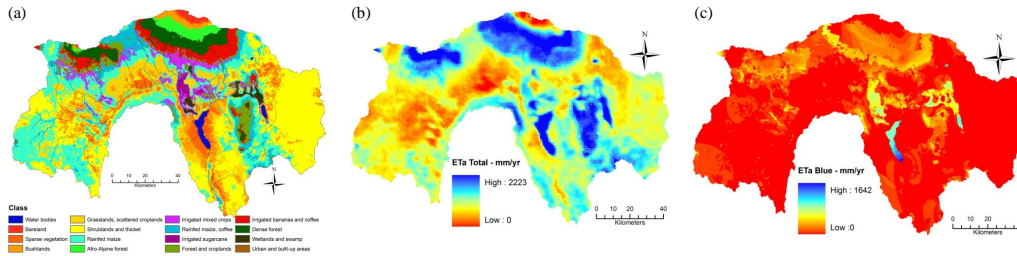 (a)
N
0 10 20 40
Kilometers
Class
Water bodies
Bareland
Sparse vegetation
Bushlands
Grasslands, scattered croplands
Shrublands and thicket
Rainfed maize
Afro-Alpine forest
Irrigated mixed crops
Rainfed maize, coffee
Irrigated sugarcane
Forest and croplands
Irrigated bananas and coffee
Dense forest
Wetlands and swamp
Urban and built-up areas
(b)
N
ETa Total - mm/yr
High : 2223
Low : 0
0 10 20 40
Kilometers
(c)
N
ETa Blue - mm/yr
High : 1642
Low :0
0 10 20 40
Kilometers